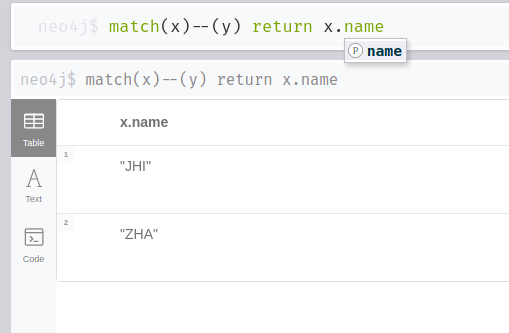 neo4j$ match(x)--(y) return x.name
P name
neo4j$ match(x)--(y) return x.name
Table
x.name
1
"JHI"
A
Text
2
"ZHA"
Code